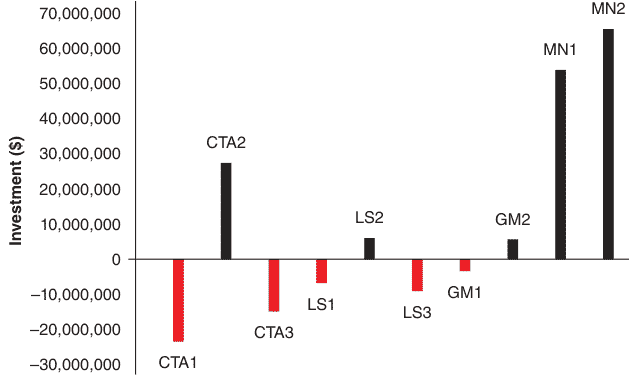 70,000,000
60,000,000
50,000,000
40,000,000
30,000,000
20,000,000
10,000,000
0
–10,000,000
–20,000,000
–30,000,000
Investment ($)
CTA1
CTA2
CTA3
LS1
LS2
LS3
GM1
GM2
MN1
MN2